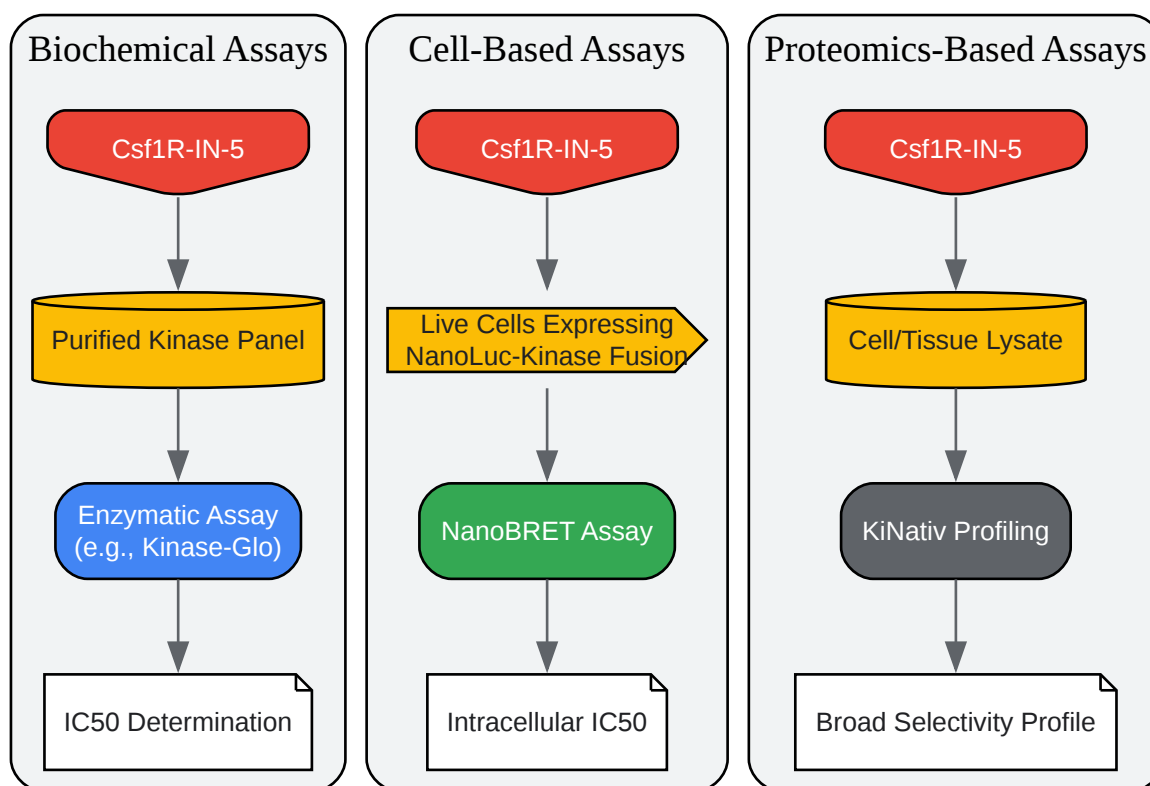 Biochemical Assays
Csf1R-IN-5
Purified Kinase Panel
Enzymatic Assay
(e.g., Kinase-Glo)
IC50 Determination
Cell-Based Assays
Csf1R-IN-5
Live Cells Expressing
NanoLuc-Kinase Fusion
NanoBRET Assay
Intracellular IC50
Proteomics-Based Assays
Csf1R-IN-5
Cell/Tissue Lysate
KiNativ Profiling
Broad Selectivity Profile